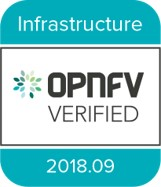 Infrastructure
OPNFV
VERIFIED
2018.09